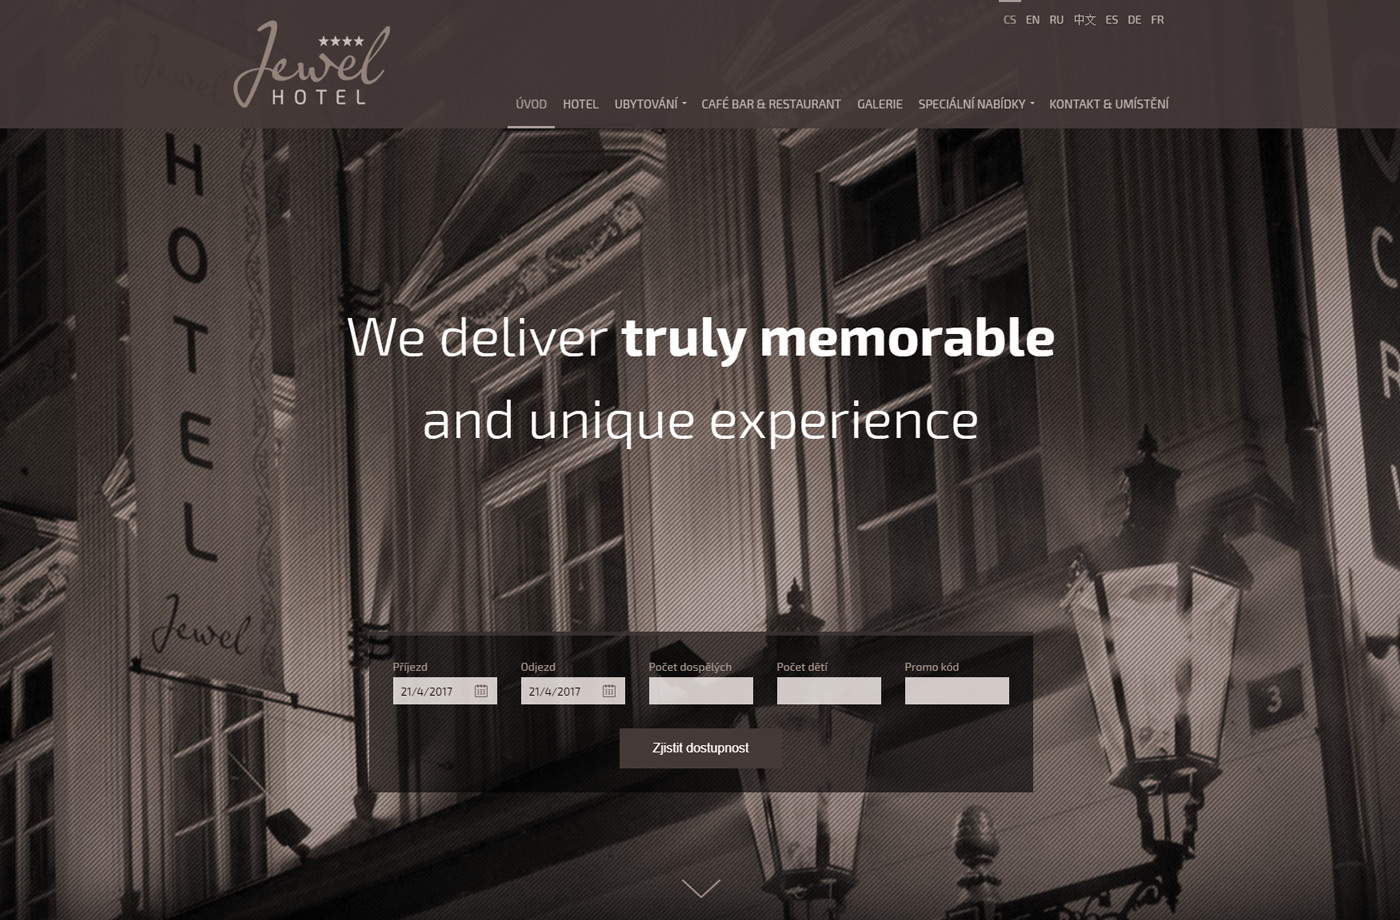 CS EN RU 中文 ES DE FR
Jewel
HOTEL
ÚVOD HOTEL UBYTOVÁNÍ CAFÉ BAR & RESTAURANT GALERIE SPECIÁLNÍ NABÍDKY KONTAKT & UMÍSTĚNÍ
HOTEL
Jewel
We deliver truly memorable
and unique experience
Příjezd Odjezd Počet dospělých Počet dětí Promo kód
21/4/2017 21/4/2017
3
Zjistit dostupnost